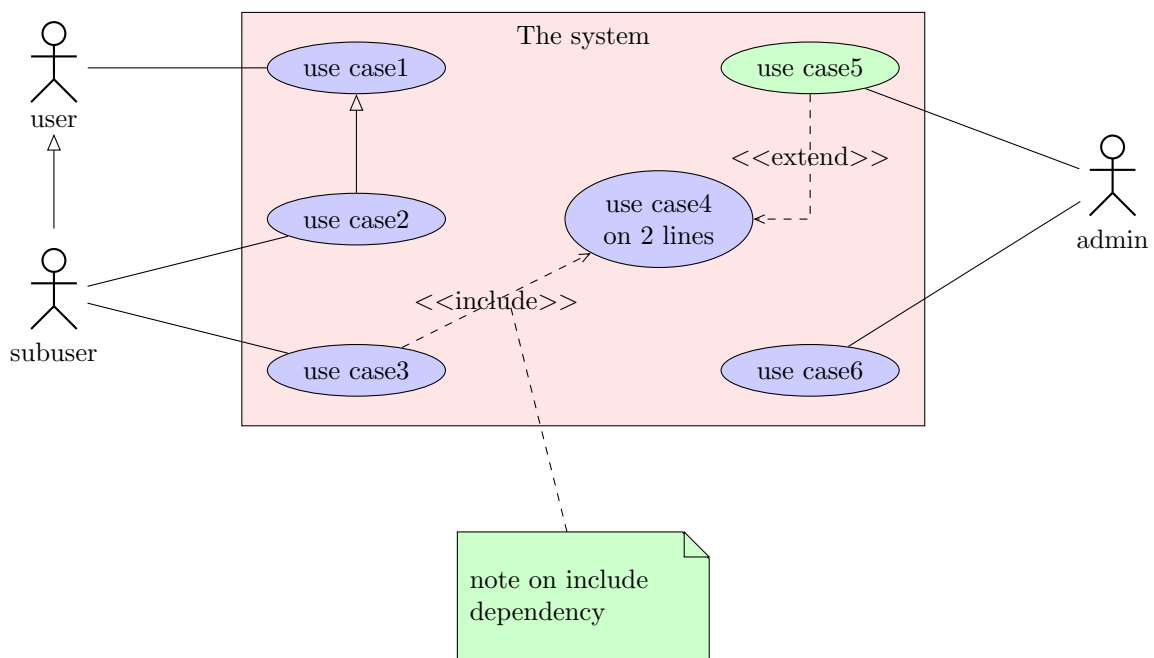 The system
use case1
use case5
user
<<extend>>
use case4
on 2 lines
use case2
admin
<<include>>
subuser
use case3
use case6
note on include
dependency